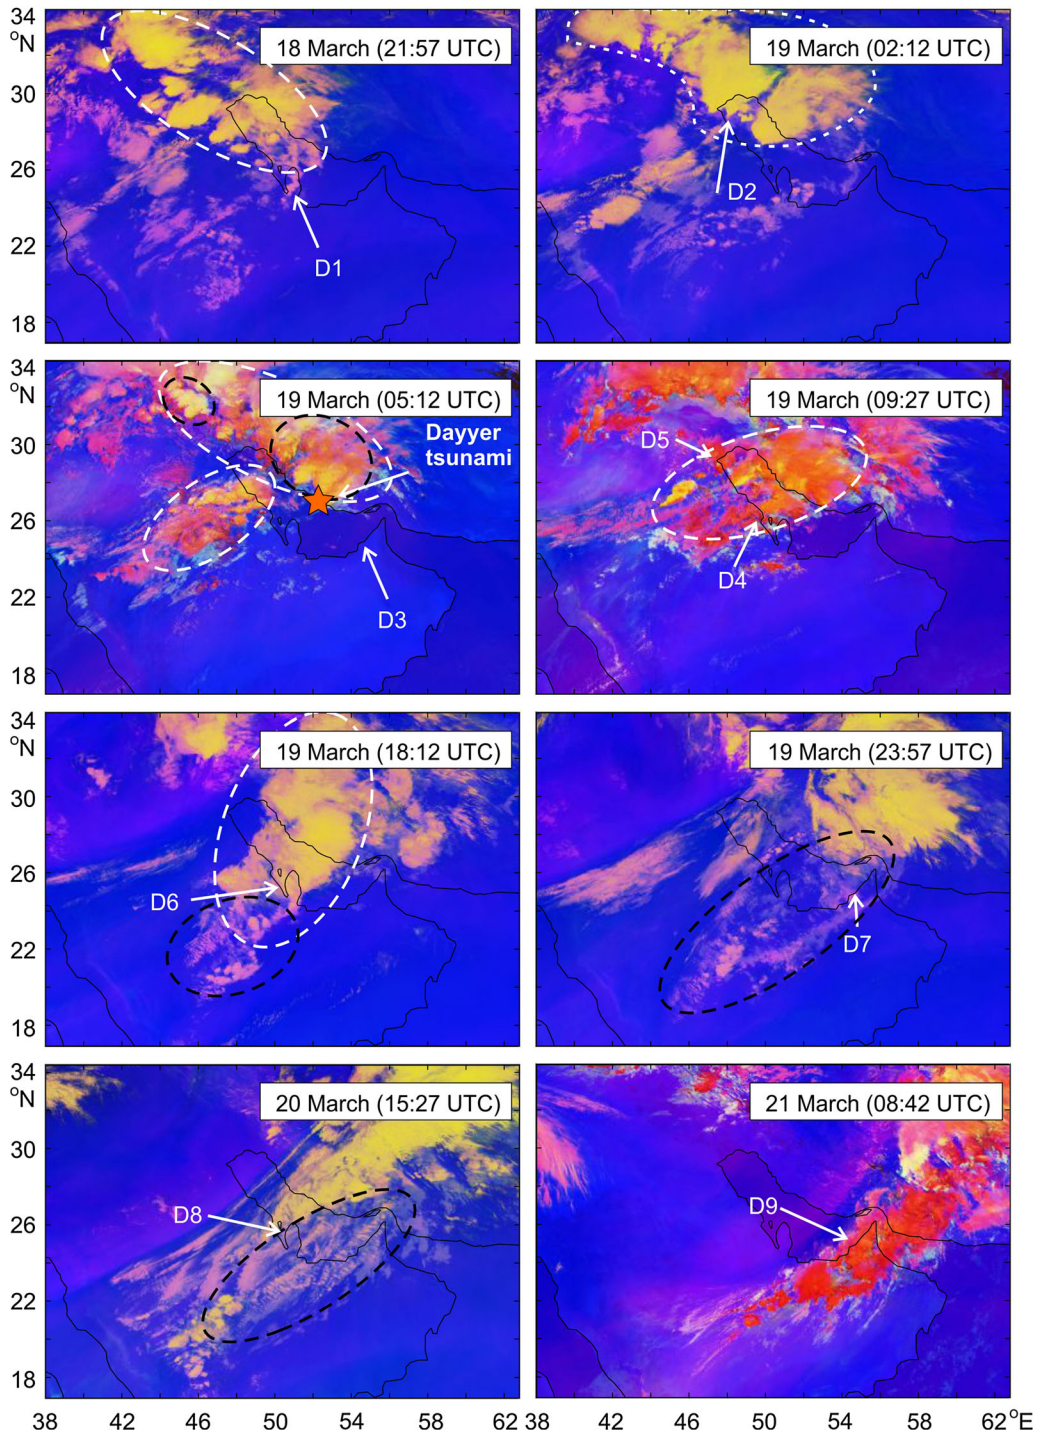 34
°N
30
26
22
18
18 March (21:57 UTC)
D1
19 March (02:12 UTC)
D2
34
°N
30
26
22
18
19 March (05:12 UTC)
Dayyer
tsunami
D3
19 March (09:27 UTC)
D5
D4
34
°N
30
26
22
18
19 March (18:12 UTC)
D6
19 March (23:57 UTC)
D7
34
°N
30
26
22
18
20 March (15:27 UTC)
D8
21 March (08:42 UTC)
D9
38 42 46 50 54 58 62 38 42 46 50 54 58 62°E